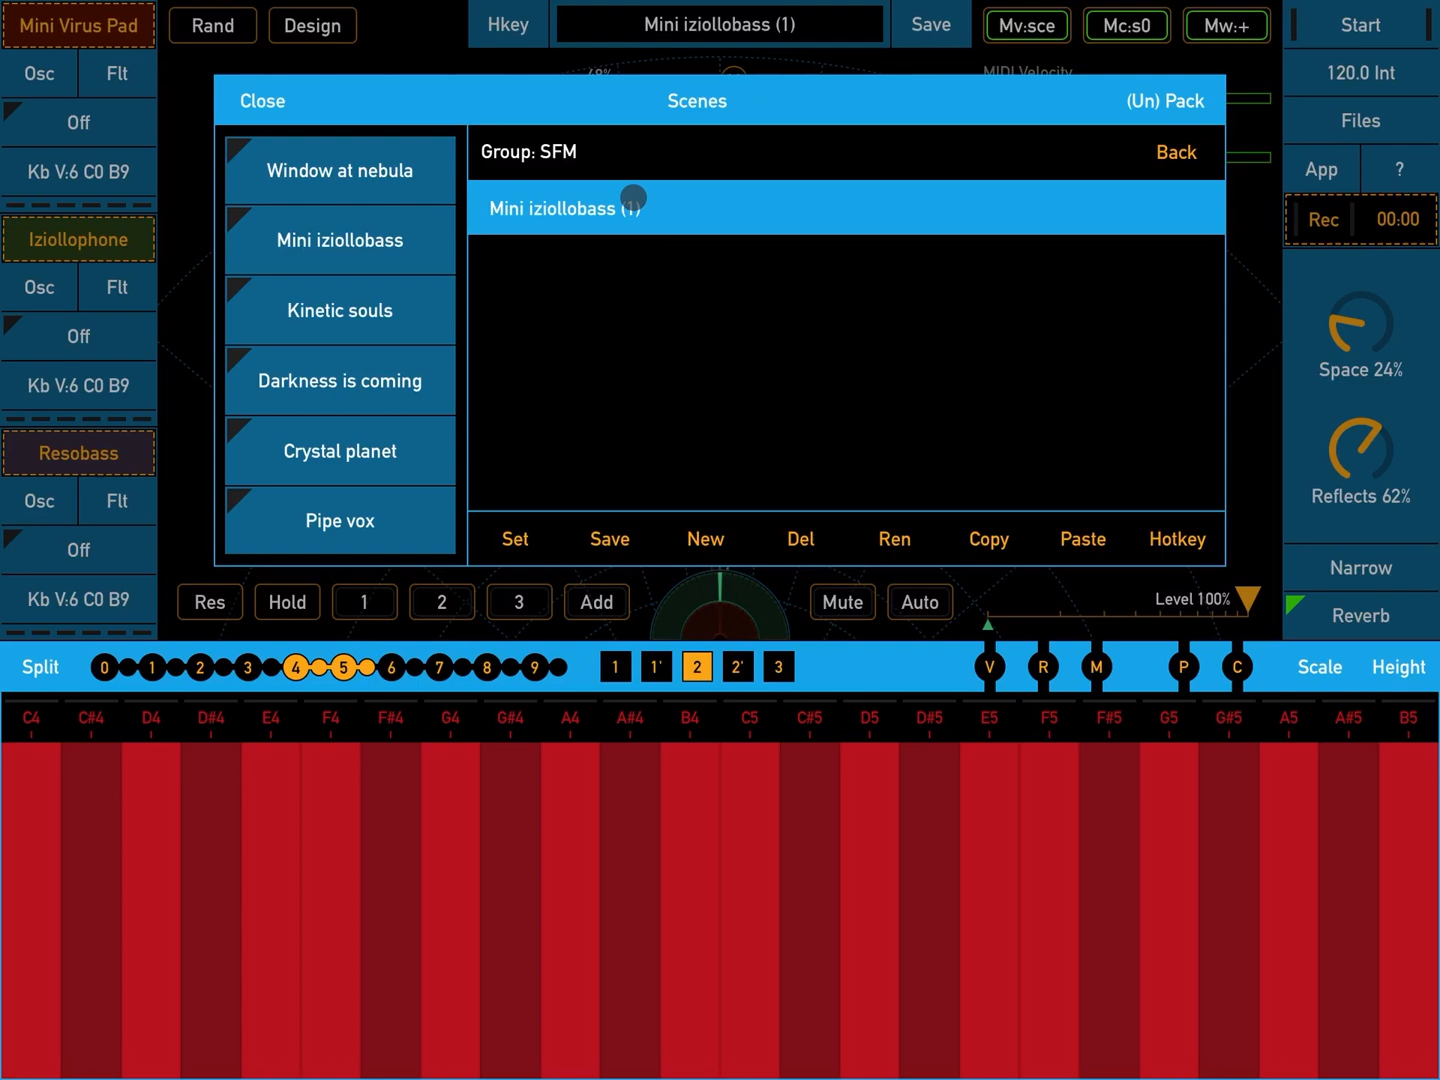 Mini Virus Pad
Rand
Design
Hkey
Mini iziollobass (1)
Save
Mv:sce
Mc:s0
Mw:+
Start
Osc
Flt
Off
Kb V:6 C0 B9
Iziollophone
Osc
Flt
Off
Kb V:6 C0 B9
Resobass
Osc
Flt
Off
Kb V:6 C0 B9
MIDI Velocity
Close
Scenes
(Un) Pack
Window at nebula
Mini iziollobass
Kinetic souls
Darkness is coming
Crystal planet
Pipe vox
Group: SFM
Back
Mini iziollobass (1)
Set
Save
New
Del
Ren
Copy
Paste
Hotkey
120.0 Int
Files
App
?
Rec
00:00
Space 24%
Reflects 62%
Narrow
Reverb
Res
Hold
1
2
3
Add
Mute
Auto
Level 100%
Split
0 1 2 3 4 5 6 7 8 9
1 1' 2 2' 3
V R M P C
Scale
Height
C4 C#4 D4 D#4 E4 F4 F#4 G4 G#4 A4 A#4 B4 C5 C#5 D5 D#5 E5 F5 F#5 G5 G#5 A5 A#5 B5